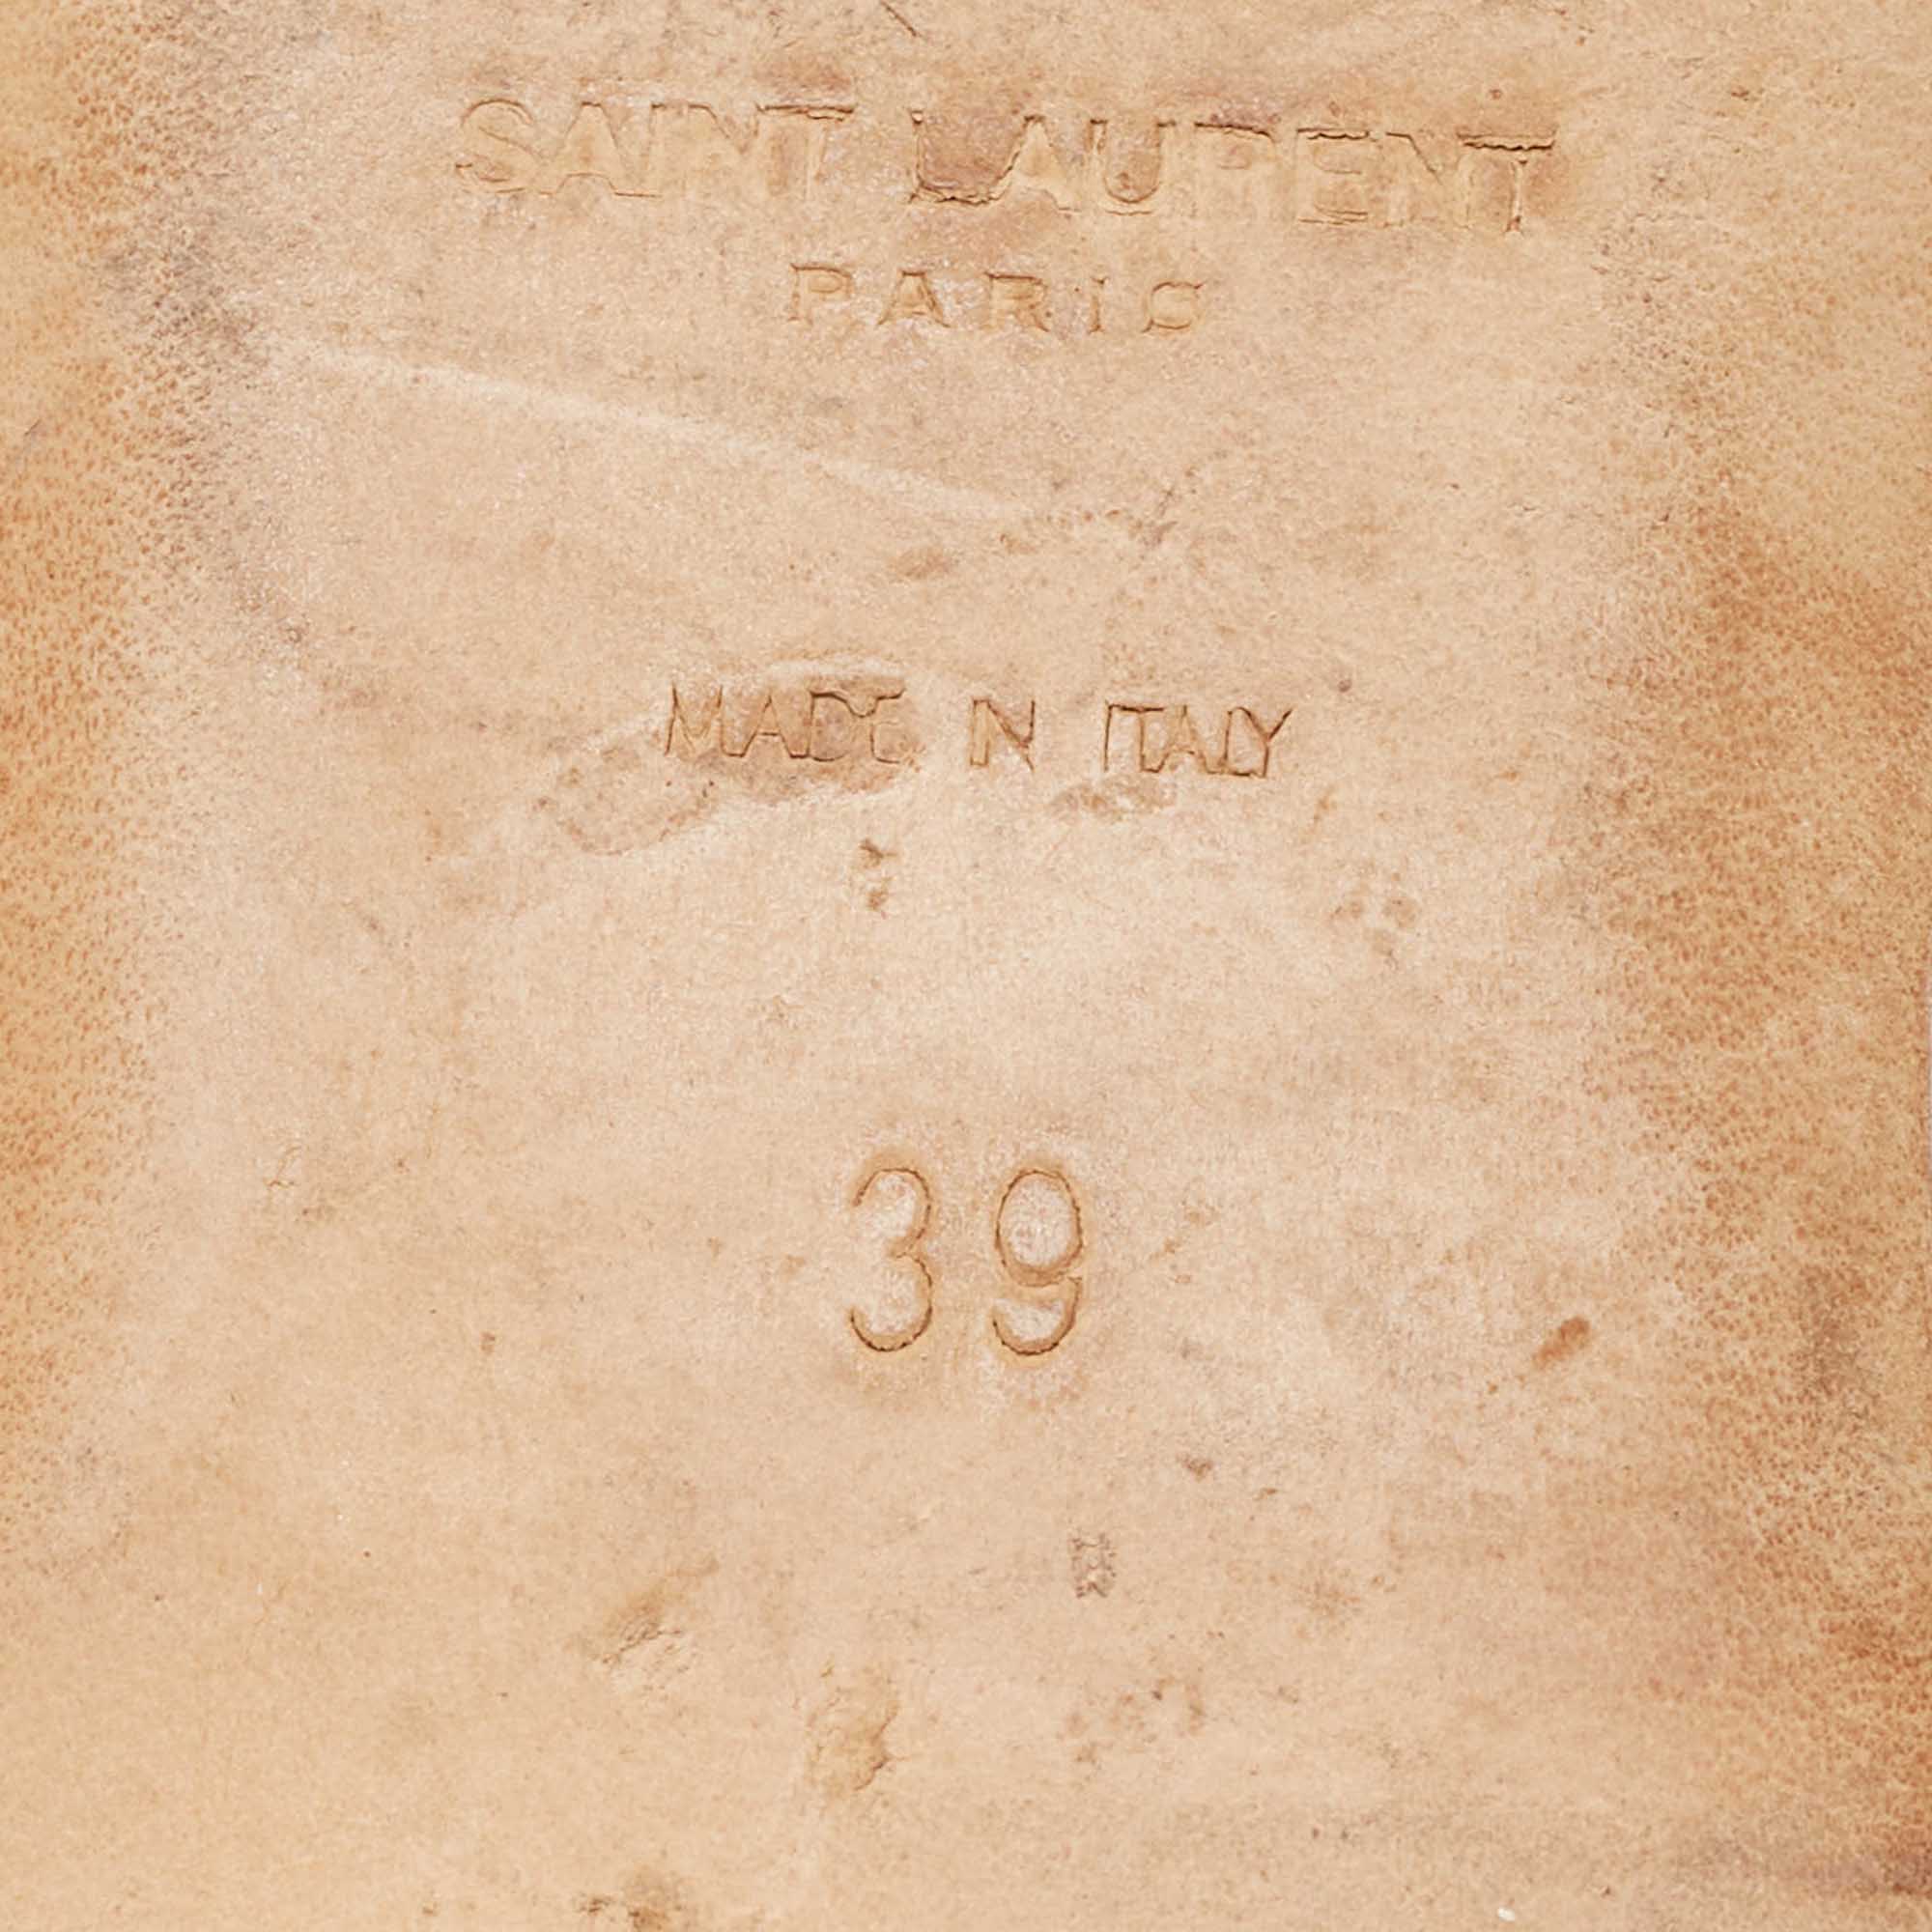 SAINT LAURENT
PARIS
MADE IN ITALY
39